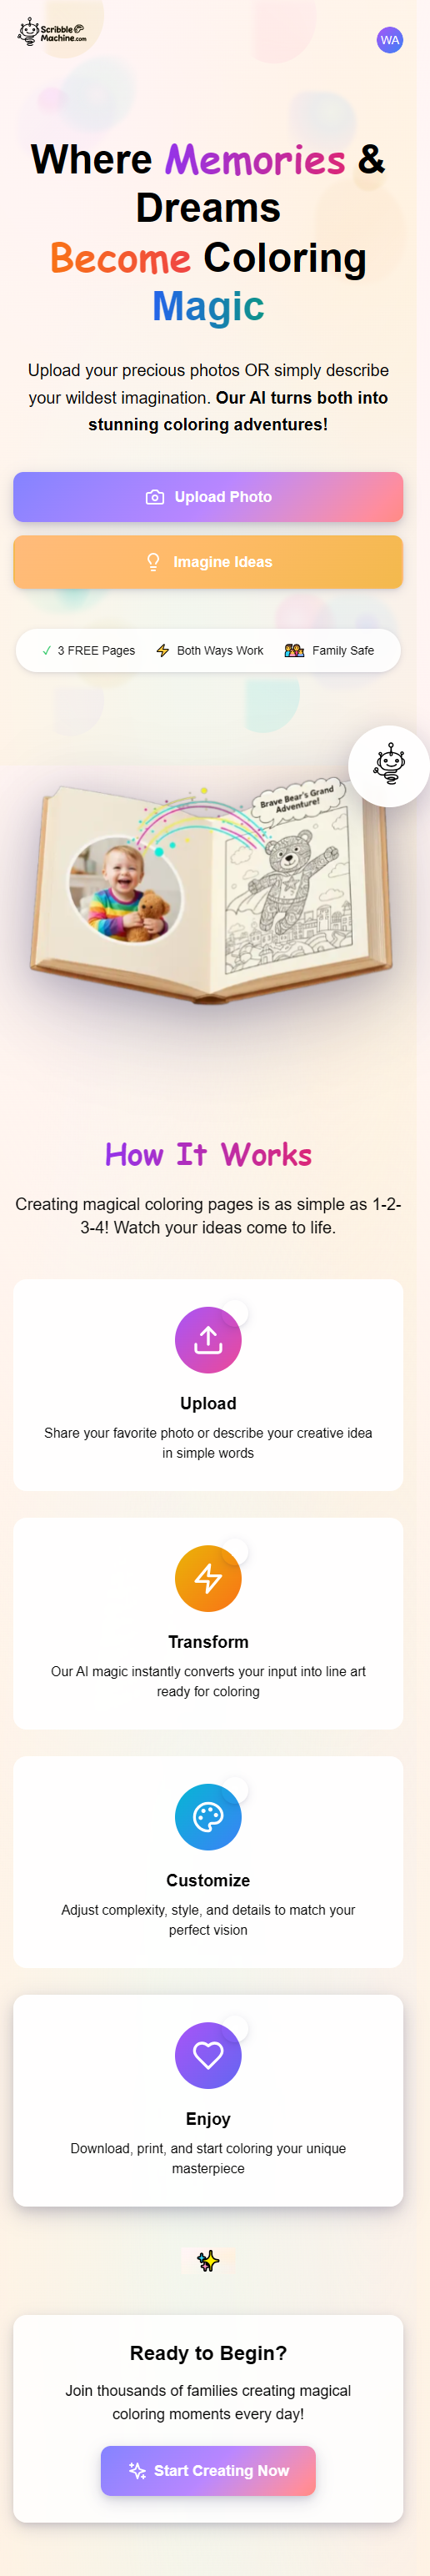 Scribble
Machine.com
WA
Where Memories &
Dreams
Become Coloring
Magic
Upload your precious photos OR simply describe
your wildest imagination. Our AI turns both into
stunning coloring adventures!
Upload Photo
Imagine Ideas
✓ 3 FREE Pages ⚡ Both Ways Work Family Safe
Brave Bear's Grand
Adventure!
How It Works
Creating magical coloring pages is as simple as 1-2-
3-4! Watch your ideas come to life.
Upload
Share your favorite photo or describe your creative idea
in simple words
Transform
Our AI magic instantly converts your input into line art
ready for coloring
Customize
Adjust complexity, style, and details to match your
perfect vision
Enjoy
Download, print, and start coloring your unique
masterpiece
Ready to Begin?
Join thousands of families creating magical
coloring moments every day!
Start Creating Now